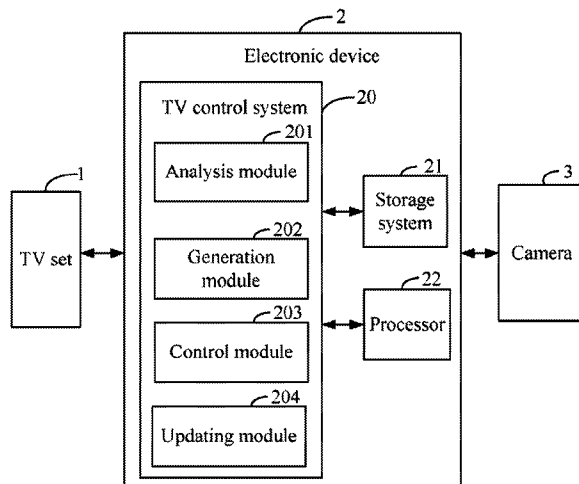 2
Electronic device
20
TV control system
201
Analysis module
202
Generation
module
203
Control module
204
Updating module
1
TV set
21
Storage
system
22
Processor
3
Camera